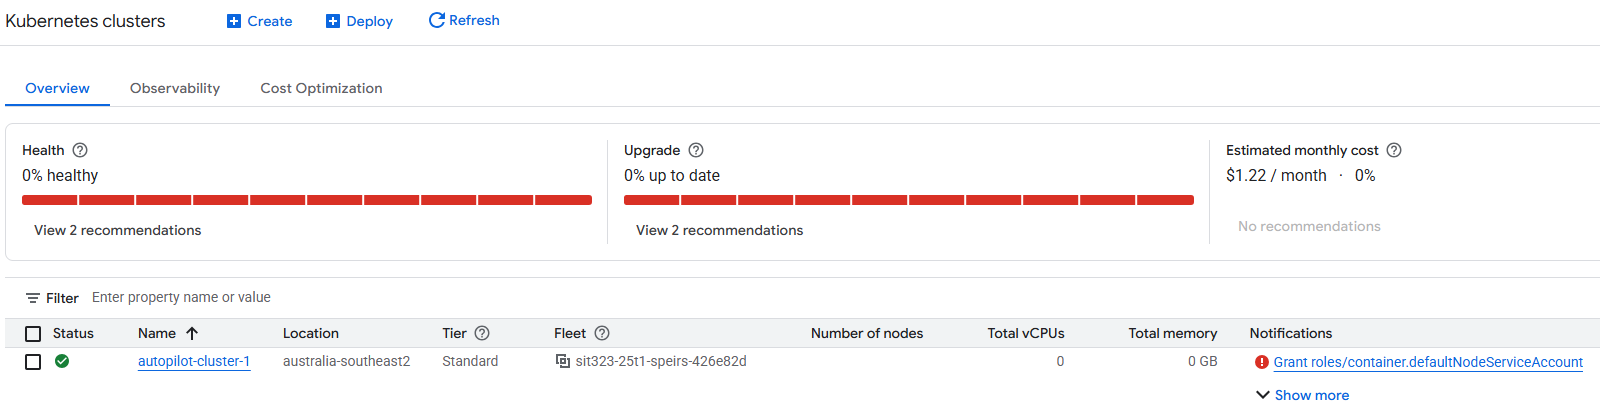 Kubernetes clusters Create Deploy Refresh
Overview Observability Cost Optimization
Health Upgrade Estimated monthly cost
0% healthy 0% up to date $1.22 / month · 0%
View 2 recommendations View 2 recommendations No recommendations
Filter Enter property name or value
Status Name Location Tier Fleet Number of nodes Total vCPUs Total memory Notifications
autopilot-cluster-1 australia-southeast2 Standard sit323-25t1-speirs-426e82d 0 0 GB Grant roles/container.defaultNodeServiceAccount
Show more